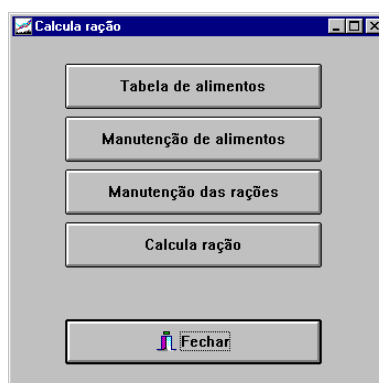 Calcula ração
Tabela de alimentos
Manutenção de alimentos
Manutenção das rações
Calcula ração
Fechar